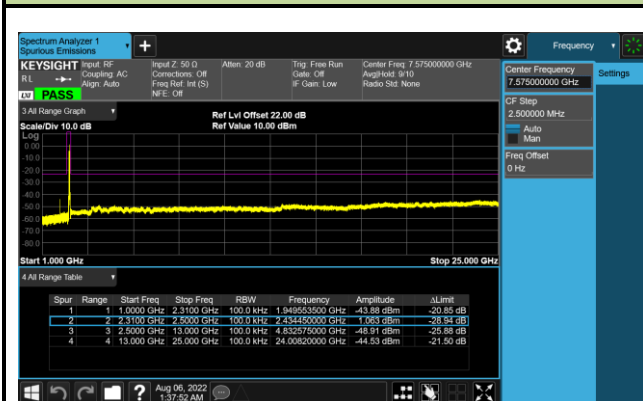 Spectrum Analyzer 1
Spurious Emissions
+
Frequency
KEYSIGHT
R L
LXI PASS
Input: RF
Coupling: AC
Align: Auto
Input Z: 50 Ω
Corrections: Off
Freq Ref: Int (S)
NFE: Off
Atten: 20 dB
Trig: Free Run
Gate: Off
IF Gain: Low
Center Freq: 7.575000000 GHz
Avg|Hold: 9/10
Radio Std: None
Center Frequency
7.575000000 GHz
Settings
CF Step
2.500000 MHz
Auto
Man
Freq Offset
0 Hz
3 All Range Graph
Scale/Div 10.0 dB
Ref Lvl Offset 22.00 dB
Ref Value 10.00 dBm
Log
0.00
-10.0
-20.0
-30.0
-40.0
-50.0
-60.0
-70.0
-80.0
Start 1.000 GHz
Stop 25.000 GHz
4 All Range Table
Spur Range Start Freq Stop Freq RBW Frequency Amplitude ΔLimit
1 1 1.0000 GHz 2.3100 GHz 100.0 kHz 1.949553500 GHz -43.88 dBm -20.85 dB
2 2 2.3100 GHz 2.5000 GHz 100.0 kHz 2.434450000 GHz 1.063 dBm -28.94 dB
3 3 2.5000 GHz 13.000 GHz 100.0 kHz 4.832575000 GHz -48.91 dBm -25.88 dB
4 4 13.000 GHz 25.000 GHz 100.0 kHz 24.00820000 GHz -44.53 dBm -21.50 dB
?
Aug 06, 2022
1:37:52 AM